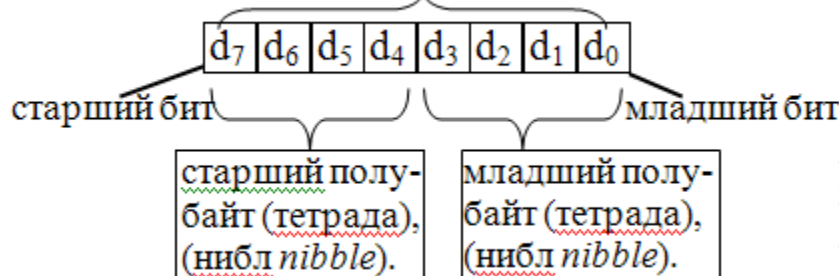 d7 d6 d5 d4 d3 d2 d1 d0
старший бит
младший бит
старший полу-
байт (тетрада),
(нибл nibble).
младший полу-
байт (тетрада),
(нибл nibble).